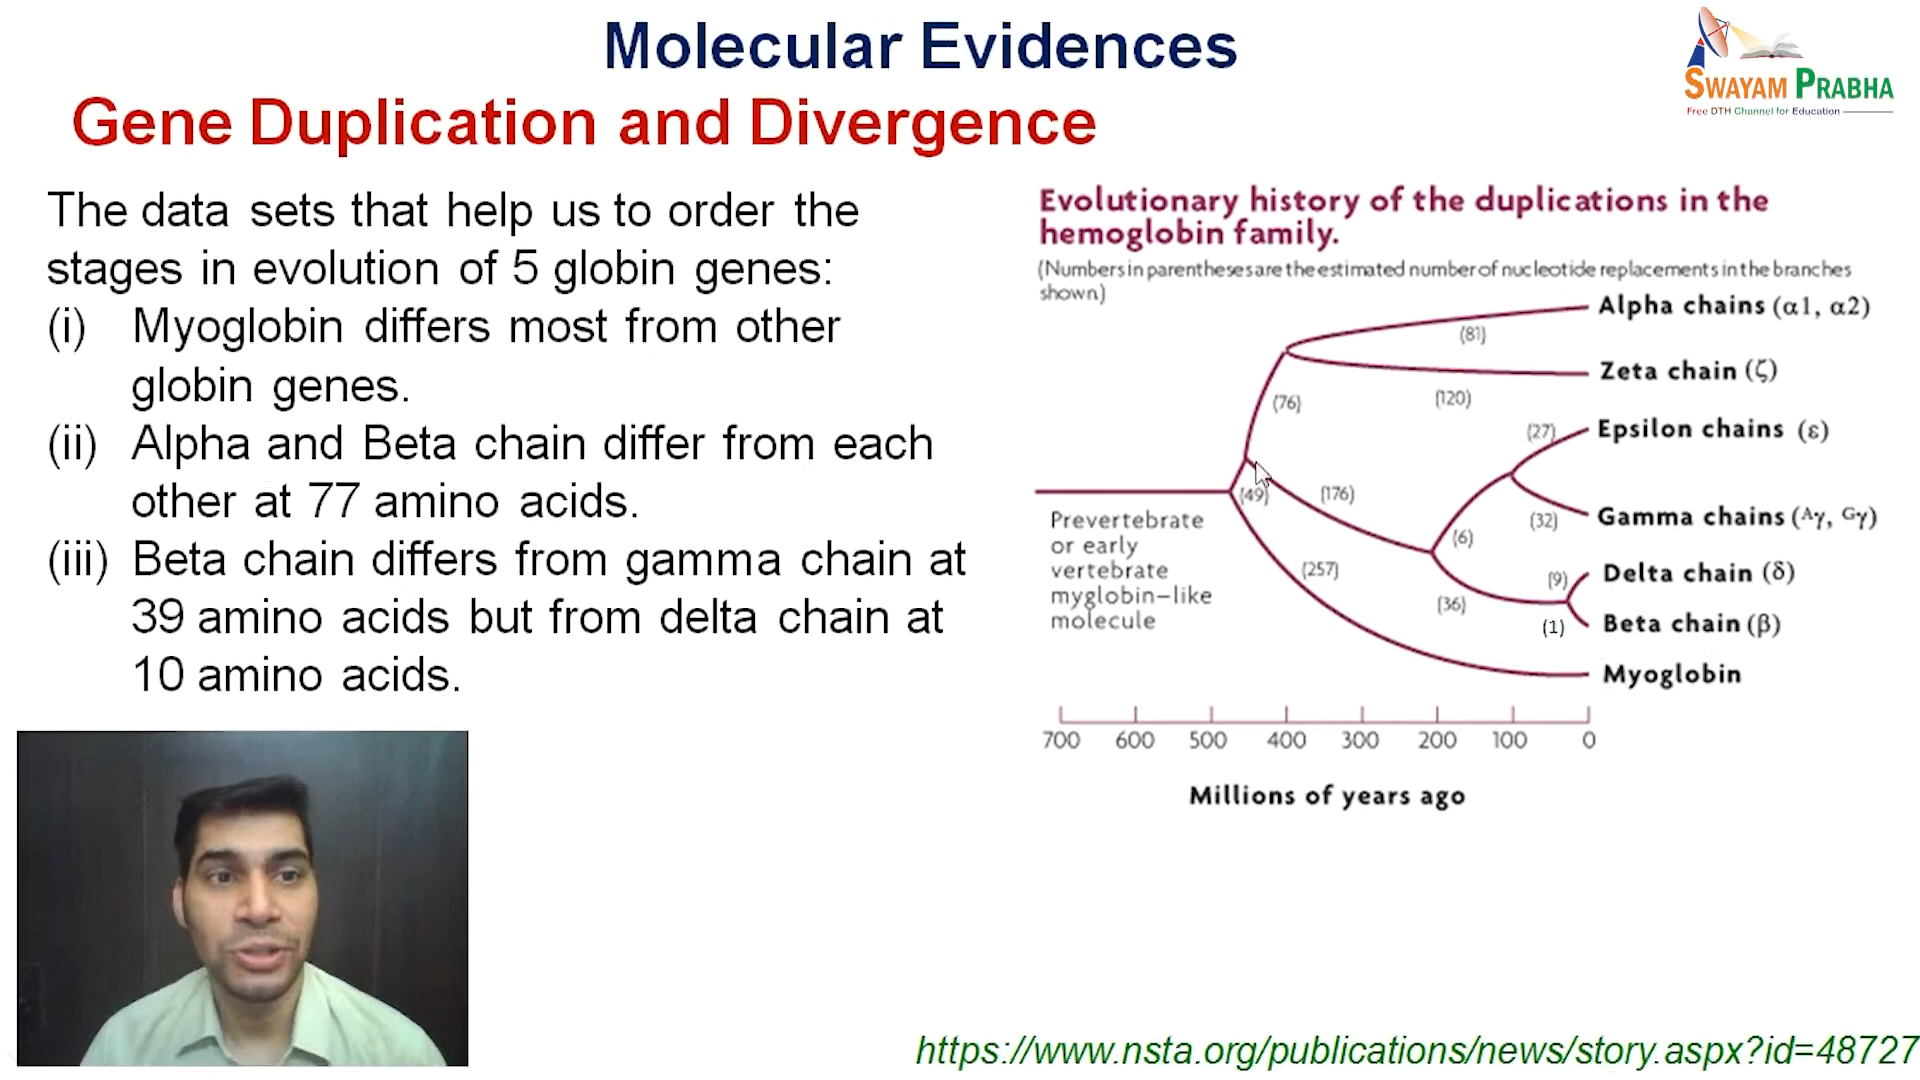 Molecular Evidences
SWAYAM PRABHA
Free DTH Channel for Education
Gene Duplication and Divergence
The data sets that help us to order the
stages in evolution of 5 globin genes:
(i) Myoglobin differs most from other
globin genes.
(ii) Alpha and Beta chain differ from each
other at 77 amino acids.
(iii) Beta chain differs from gamma chain at
39 amino acids but from delta chain at
10 amino acids.
Evolutionary history of the duplications in the
hemoglobin family.
(Numbers in parentheses are the estimated number of nucleotide replacements in the branches
shown)
Alpha chains (α1, α2)
(81)
Zeta chain (ζ)
(76)
(120)
(27)
Epsilon chains (ε)
(49)
(176)
(32)
Gamma chains (ᴬγ, ᴳγ)
(6)
Prevertebrate
or early
vertebrate
myglobin–like
molecule
(257)
(9)
Delta chain (δ)
(36)
(1)
Beta chain (β)
Myoglobin
700 600 500 400 300 200 100 0
Millions of years ago
https://www.nsta.org/publications/news/story.aspx?id=48727